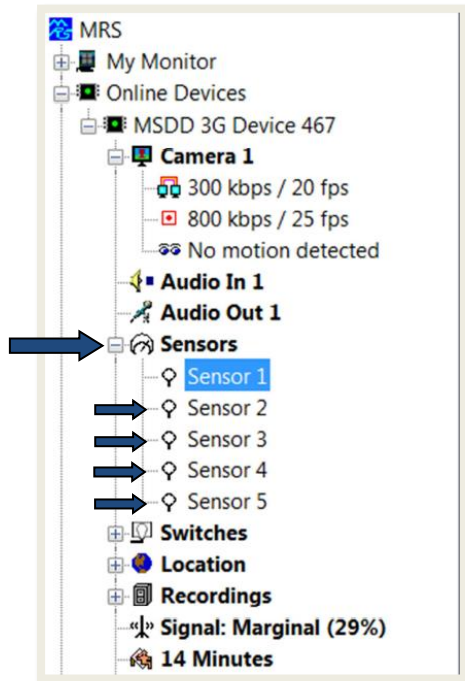 MRS
My Monitor
Online Devices
MSDD 3G Device 467
Camera 1
300 kbps / 20 fps
800 kbps / 25 fps
No motion detected
Audio In 1
Audio Out 1
Sensors
Sensor 1
Sensor 2
Sensor 3
Sensor 4
Sensor 5
Switches
Location
Recordings
Signal: Marginal (29%)
14 Minutes